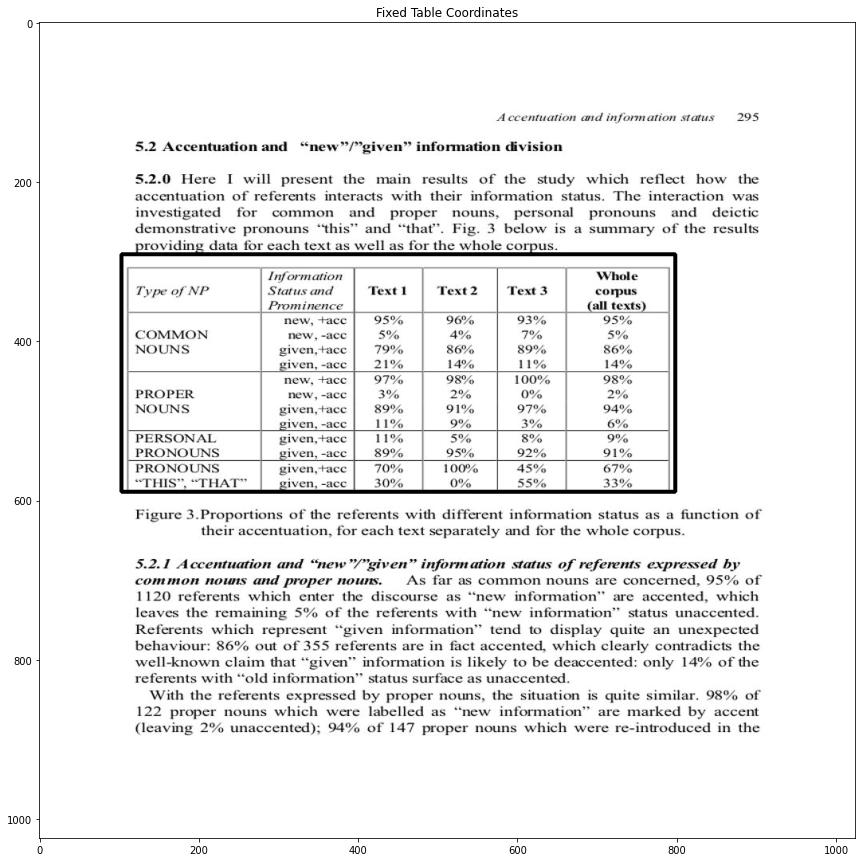 Fixed Table Coordinates
0
200
400
600
800
1000
Accentuation and information status 295
5.2 Accentuation and “new”/”given” information division
5.2.0 Here I will present the main results of the study which reflect how the
accentuation of referents interacts with their information status. The interaction was
investigated for common and proper nouns, personal pronouns and deictic
demonstrative pronouns “this” and “that”. Fig. 3 below is a summary of the results
providing data for each text as well as for the whole corpus.
Information Whole
Type of NP Status and Text 1 Text 2 Text 3 corpus
Prominence (all texts)
new, +acc 95% 96% 93% 95%
COMMON new, -acc 5% 4% 7% 5%
NOUNS given,+acc 79% 86% 89% 86%
given, -acc 21% 14% 11% 14%
new, +acc 97% 98% 100% 98%
PROPER new, -acc 3% 2% 0% 2%
NOUNS given,+acc 89% 91% 97% 94%
given, -acc 11% 9% 3% 6%
PERSONAL given,+acc 11% 5% 8% 9%
PRONOUNS given, -acc 89% 95% 92% 91%
PRONOUNS given,+acc 70% 100% 45% 67%
“THIS”, “THAT” given, -acc 30% 0% 55% 33%
Figure 3. Proportions of the referents with different information status as a function of
their accentuation, for each text separately and for the whole corpus.
5.2.1 Accentuation and “new”/”given” information status of referents expressed by
common nouns and proper nouns. As far as common nouns are concerned, 95% of
1120 referents which enter the discourse as “new information” are accented, which
leaves the remaining 5% of the referents with “new information” status unaccented.
Referents which represent “given information” tend to display quite an unexpected
behaviour: 86% out of 355 referents are in fact accented, which clearly contradicts the
well-known claim that “given” information is likely to be deaccented: only 14% of the
referents with “old information” status surface as unaccented.
With the referents expressed by proper nouns, the situation is quite similar. 98% of
122 proper nouns which were labelled as “new information” are marked by accent
(leaving 2% unaccented); 94% of 147 proper nouns which were re-introduced in the
0 200 400 600 800 1000